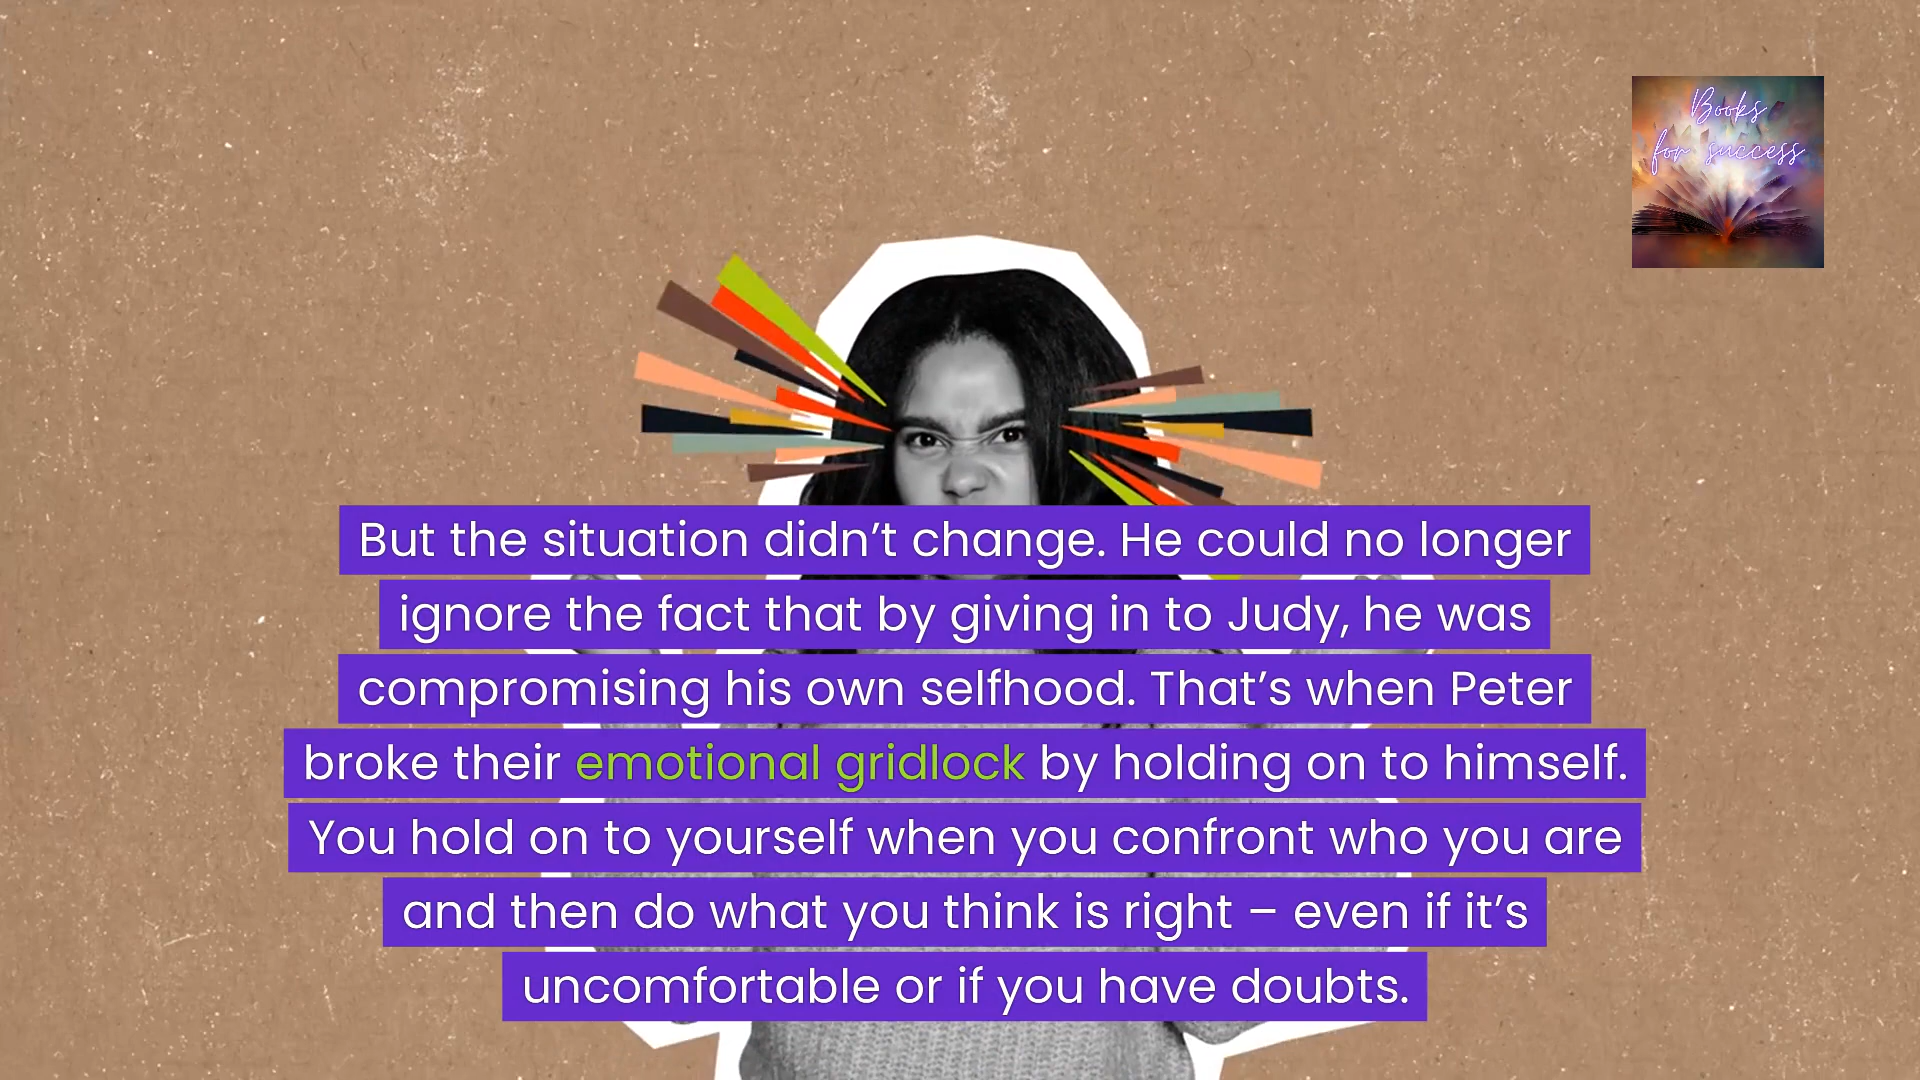 Books
for success
But the situation didn’t change. He could no longer
ignore the fact that by giving in to Judy, he was
compromising his own selfhood. That’s when Peter
broke their emotional gridlock by holding on to himself.
You hold on to yourself when you confront who you are
and then do what you think is right – even if it’s
uncomfortable or if you have doubts.